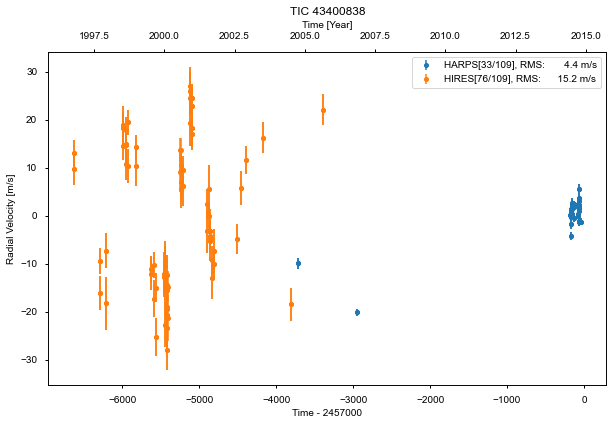 TIC 43400838
Time [Year]
1997.5 2000.0 2002.5 2005.0 2007.5 2010.0 2012.5 2015.0
HARPS[33/109], RMS: 4.4 m/s
HIRES[76/109], RMS: 15.2 m/s
30
20
10
0
−10
−20
−30
Radial Velocity [m/s]
−6000 −5000 −4000 −3000 −2000 −1000 0
Time - 2457000